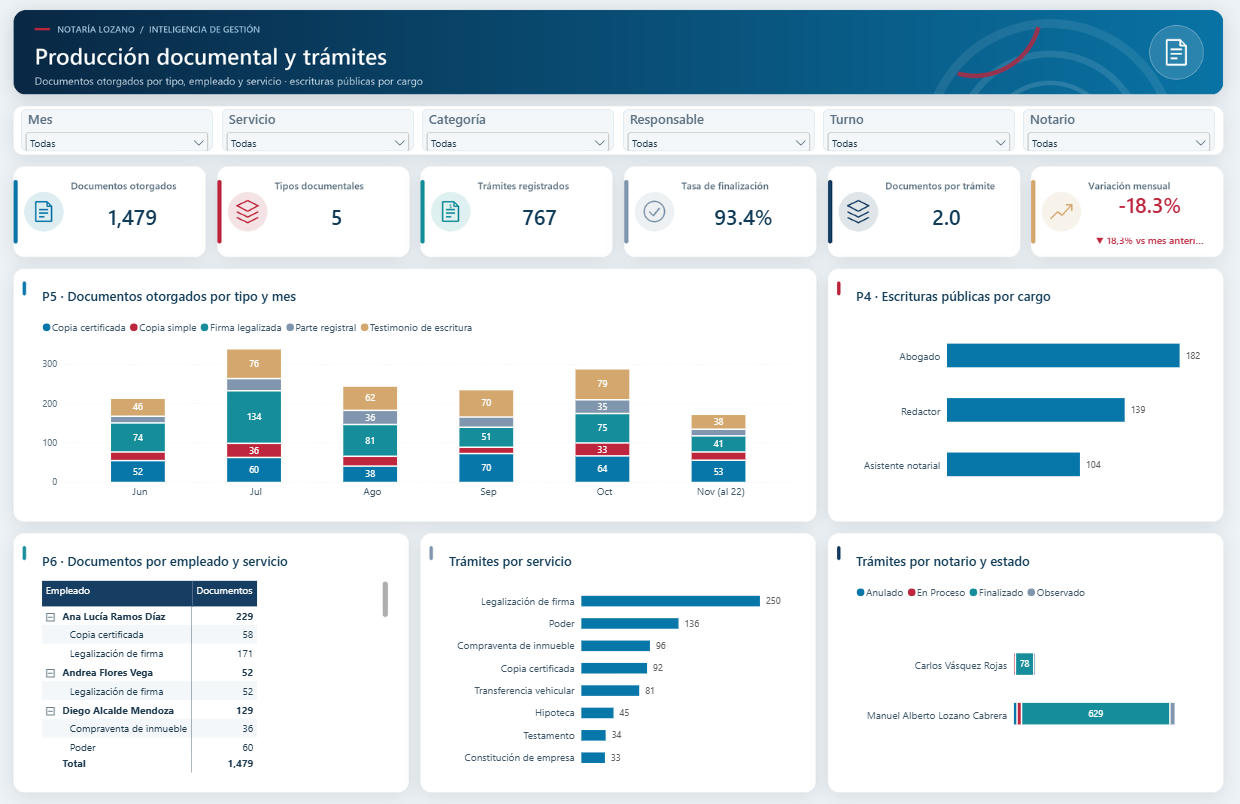 NOTARÍA LOZANO / INTELIGENCIA DE GESTIÓN
Producción documental y trámites
Documentos otorgados por tipo, empleado y servicio · escrituras públicas por cargo
Mes Servicio Categoría Responsable Turno Notario
Todas Todas Todas Todas Todas Todas
Documentos otorgados
1,479
Tipos documentales
5
Trámites registrados
767
Tasa de finalización
93.4%
Documentos por trámite
2.0
Variación mensual
-18.3%
▼ 18,3% vs mes anteri...
P5 · Documentos otorgados por tipo y mes
Copia certificada Copia simple Firma legalizada Parte registral Testimonio de escritura
300
200
100
0
46
74
52
76
134
36
60
62
36
81
38
70
51
70
79
35
75
33
64
38
41
53
Jun Jul Ago Sep Oct Nov (al 22)
P4 · Escrituras públicas por cargo
Abogado 182
Redactor 139
Asistente notarial 104
P6 · Documentos por empleado y servicio
Empleado Documentos
Ana Lucía Ramos Díaz 229
Copia certificada 58
Legalización de firma 171
Andrea Flores Vega 52
Legalización de firma 52
Diego Alcalde Mendoza 129
Compraventa de inmueble 36
Poder 60
Total 1,479
Trámites por servicio
Legalización de firma 250
Poder 136
Compraventa de inmueble 96
Copia certificada 92
Transferencia vehicular 81
Hipoteca 45
Testamento 34
Constitución de empresa 33
Trámites por notario y estado
Anulado En Proceso Finalizado Observado
Carlos Vásquez Rojas 78
Manuel Alberto Lozano Cabrera 629